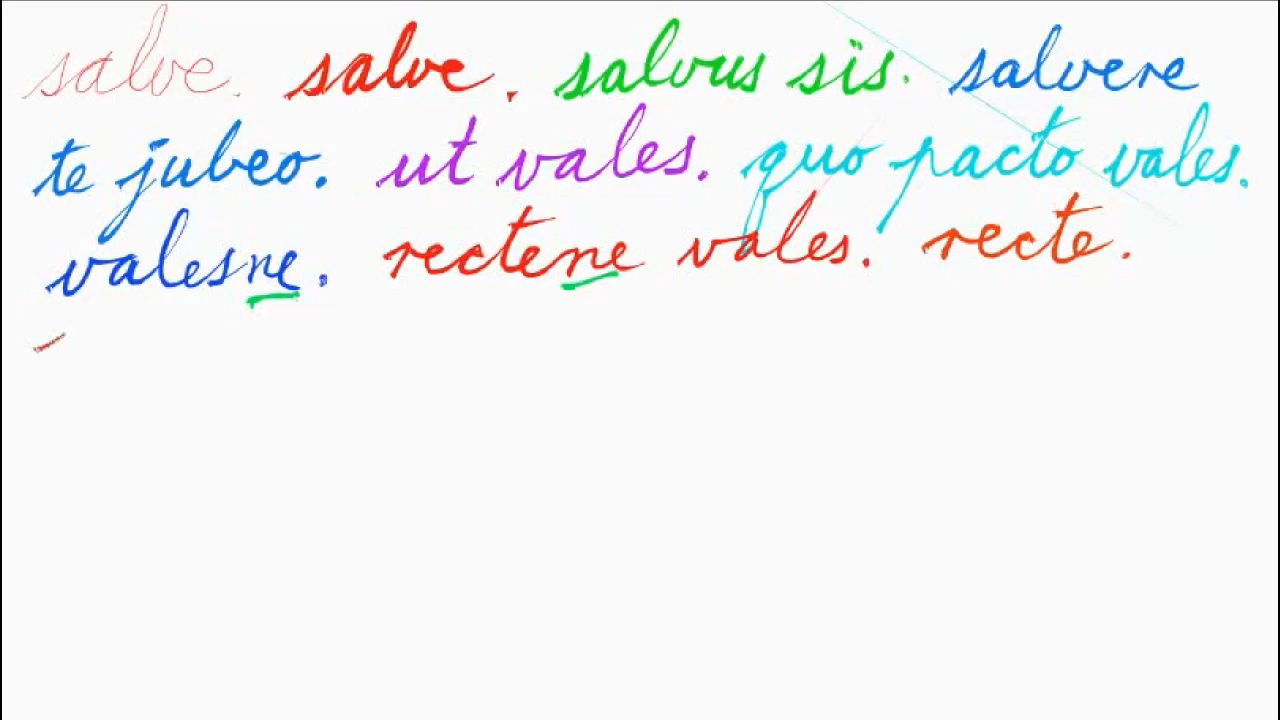 salve. salve. salvus sis. salvere
te jubeo. ut vales. quo pacto vales.
valesne. rectene vales. recte.